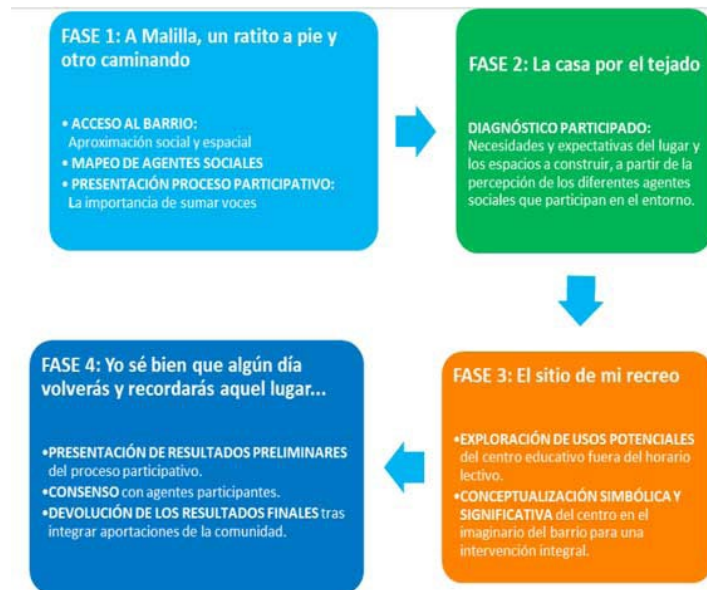 FASE 1: A Malilla, un ratito a pie y
otro caminando
• ACCESO AL BARRIO:
Aproximación social y espacial
• MAPEO DE AGENTES SOCIALES
• PRESENTACIÓN PROCESO PARTICIPATIVO:
La importancia de sumar voces
FASE 2: La casa por el tejado
DIAGNÓSTICO PARTICIPADO:
Necesidades y expectativas del lugar y
los espacios a construir, a partir de la
percepción de los diferentes agentes
sociales que participan en el entorno.
FASE 3: El sitio de mi recreo
•EXPLORACIÓN DE USOS POTENCIALES
del centro educativo fuera del horario
lectivo.
•CONCEPTUALIZACIÓN SIMBÓLICA Y
SIGNIFICATIVA del centro en el
imaginario del barrio para una
intervención integral.
FASE 4: Yo sé bien que algún día
volverás y recordarás aquel lugar...
•PRESENTACIÓN DE RESULTADOS PRELIMINARES
del proceso participativo.
•CONSENSO con agentes participantes.
•DEVOLUCIÓN DE LOS RESULTADOS FINALES tras
integrar aportaciones de la comunidad.